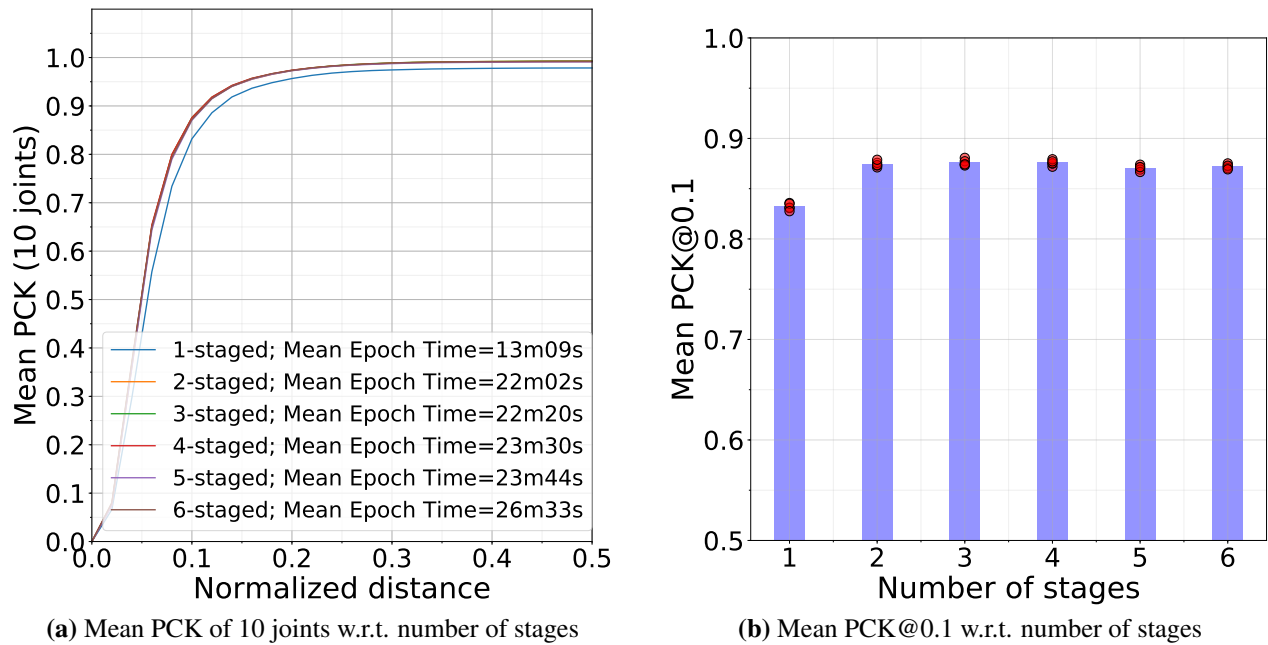 1.0
0.9
0.8
0.7
0.6
0.5
0.4
0.3
0.2
0.1
0.0
Mean PCK (10 joints)
1-staged; Mean Epoch Time=13m09s
2-staged; Mean Epoch Time=22m02s
3-staged; Mean Epoch Time=22m20s
4-staged; Mean Epoch Time=23m30s
5-staged; Mean Epoch Time=23m44s
6-staged; Mean Epoch Time=26m33s
0.0 0.1 0.2 0.3 0.4 0.5
Normalized distance
(a) Mean PCK of 10 joints w.r.t. number of stages
1.0
0.9
0.8
0.7
0.6
0.5
Mean PCK@0.1
1 2 3 4 5 6
Number of stages
(b) Mean PCK@0.1 w.r.t. number of stages